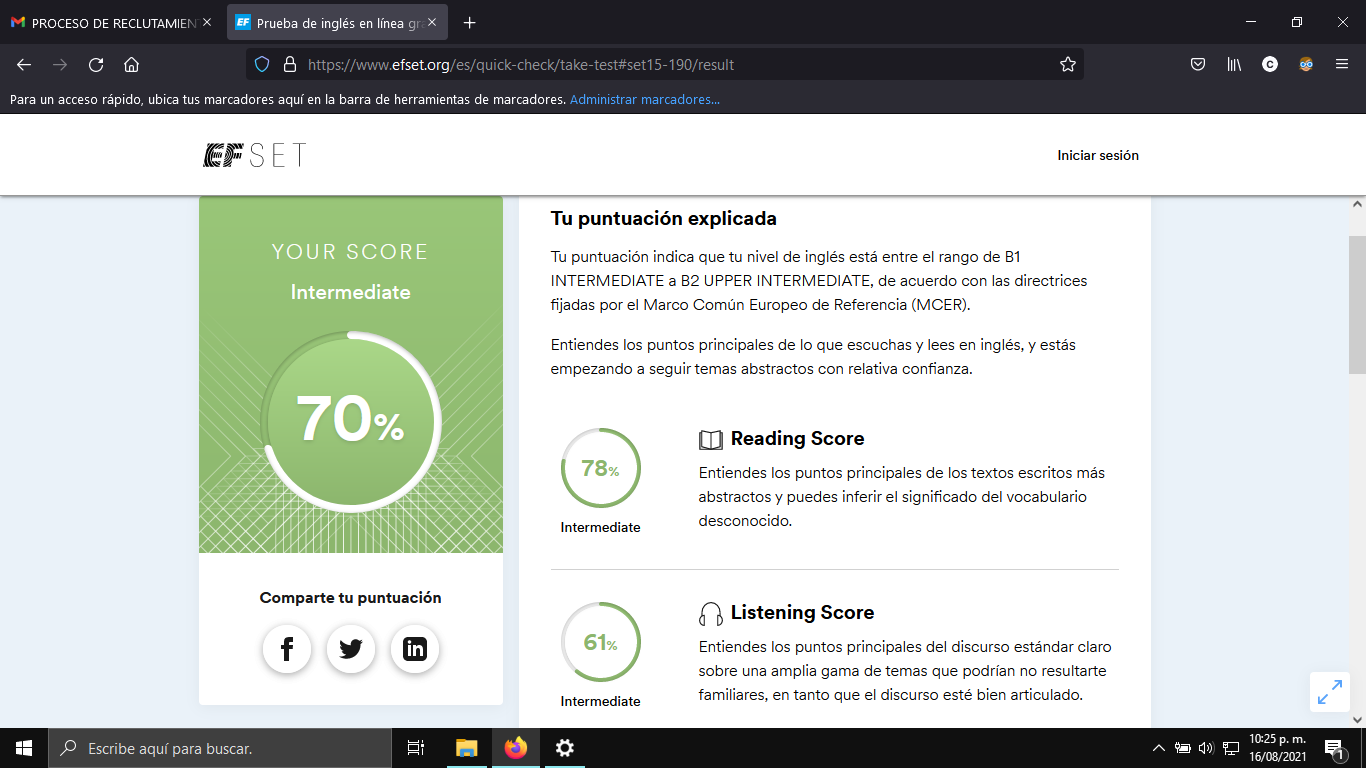 PROCESO DE RECLUTAMIEN
Prueba de inglés en línea gra
https://www.efset.org/es/quick-check/take-test#set15-190/result
Para un acceso rápido, ubica tus marcadores aquí en la barra de herramientas de marcadores. Administrar marcadores...
EF SET
Iniciar sesión
YOUR SCORE
Intermediate
70%
Comparte tu puntuación
Tu puntuación explicada
Tu puntuación indica que tu nivel de inglés está entre el rango de B1
INTERMEDIATE a B2 UPPER INTERMEDIATE, de acuerdo con las directrices
fijadas por el Marco Común Europeo de Referencia (MCER).
Entiendes los puntos principales de lo que escuchas y lees en inglés, y estás
empezando a seguir temas abstractos con relativa confianza.
78%
Intermediate
Reading Score
Entiendes los puntos principales de los textos escritos más
abstractos y puedes inferir el significado del vocabulario
desconocido.
61%
Intermediate
Listening Score
Entiendes los puntos principales del discurso estándar claro
sobre una amplia gama de temas que podrían no resultarte
familiares, en tanto que el discurso esté bien articulado.
Escribe aquí para buscar.
10:25 p. m.
16/08/2021
1